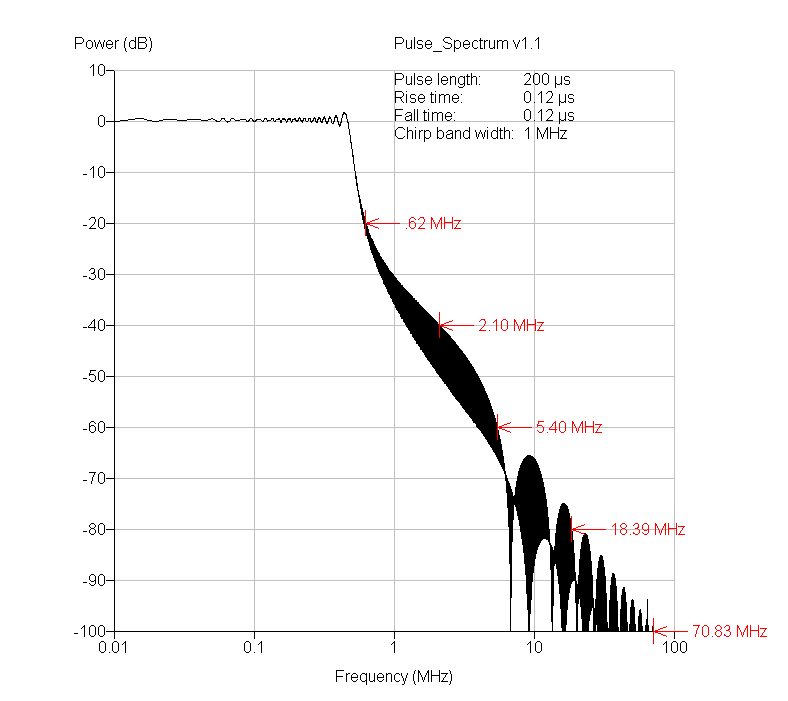 Power (dB)
Pulse_Spectrum v1.1
10
Pulse length: 200 µs
Rise time: 0.12 µs
Fall time: 0.12 µs
0
Chirp band width: 1 MHz
-10
-20
.62 MHz
-30
-40
2.10 MHz
-50
-60
5.40 MHz
-70
-80
18.39 MHz
-90
-100
70.83 MHz
0.01 0.1 1 10 100
Frequency (MHz)